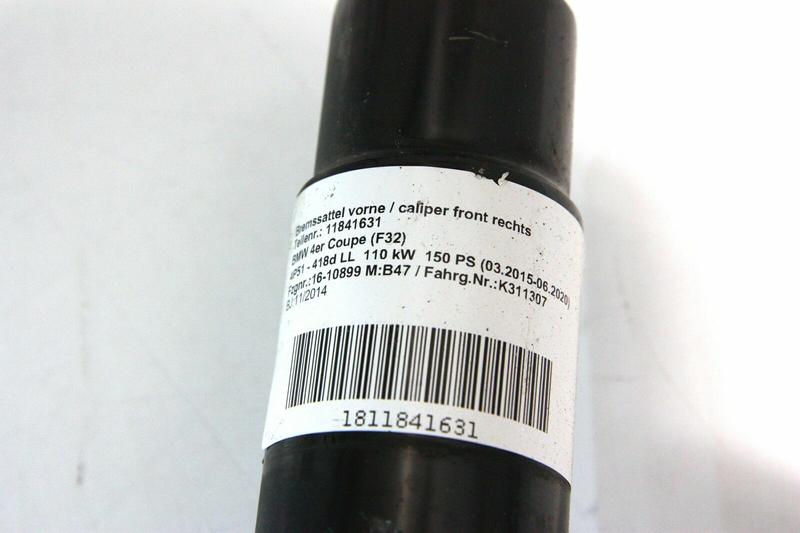 Bremssattel vorne / caliper front rechts
Teilenr.: 11841631
BMW 4er Coupe (F32)
4P51 - 418d LL 110 kW 150 PS (03.2015-06.2020)
Fzgnr.:16-10899 M:B47 / Fahrg.Nr.:K311307
BJ:11/2014
1811841631